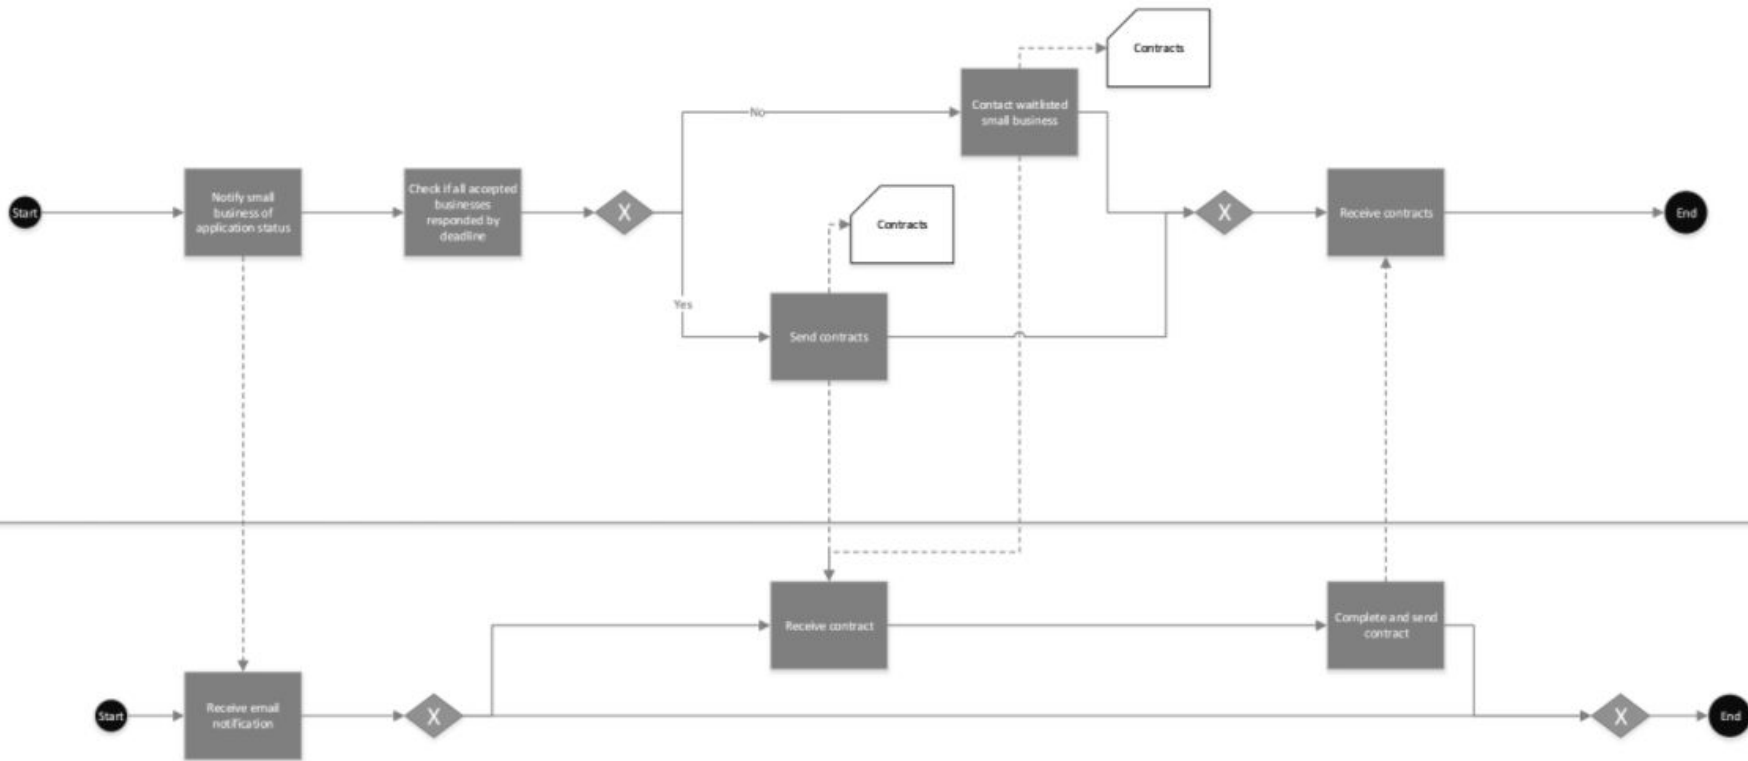 Contracts
Contact waitlisted
small business
No
Start
Notify small
business of
application status
Check if all accepted
businesses
responded by
deadline
X
Contracts
X
Receive contracts
End
Yes
Send contracts
Receive contract
Complete and send
contract
Start
Receive email
notification
X
X
End